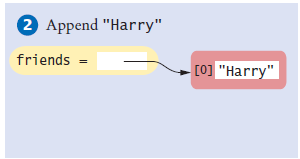 2 Append "Harry"
friends =
[0] "Harry"